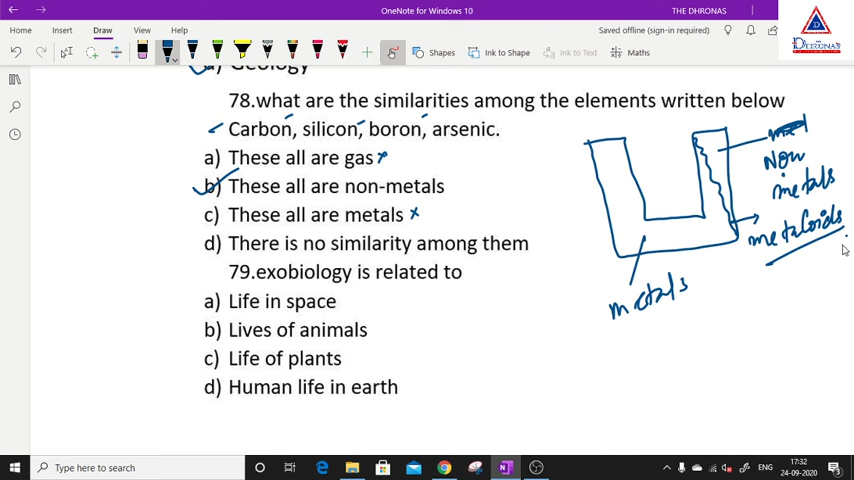 OneNote for Windows 10
THE DHRONAS
Home
Insert
Draw
View
Help
Saved offline (sign-in required)
Shapes
Ink to Shape
Ink to Text
Maths
DHRONAS
a) Geology
78.what are the similarities among the elements written below
Carbon, silicon, boron, arsenic.
a) These all are gas
b) These all are non-metals
c) These all are metals
d) There is no similarity among them
79.exobiology is related to
a) Life in space
b) Lives of animals
c) Life of plants
d) Human life in earth
Non
metals
metaloids
metals
Type here to search
ENG
17:32
24-09-2020